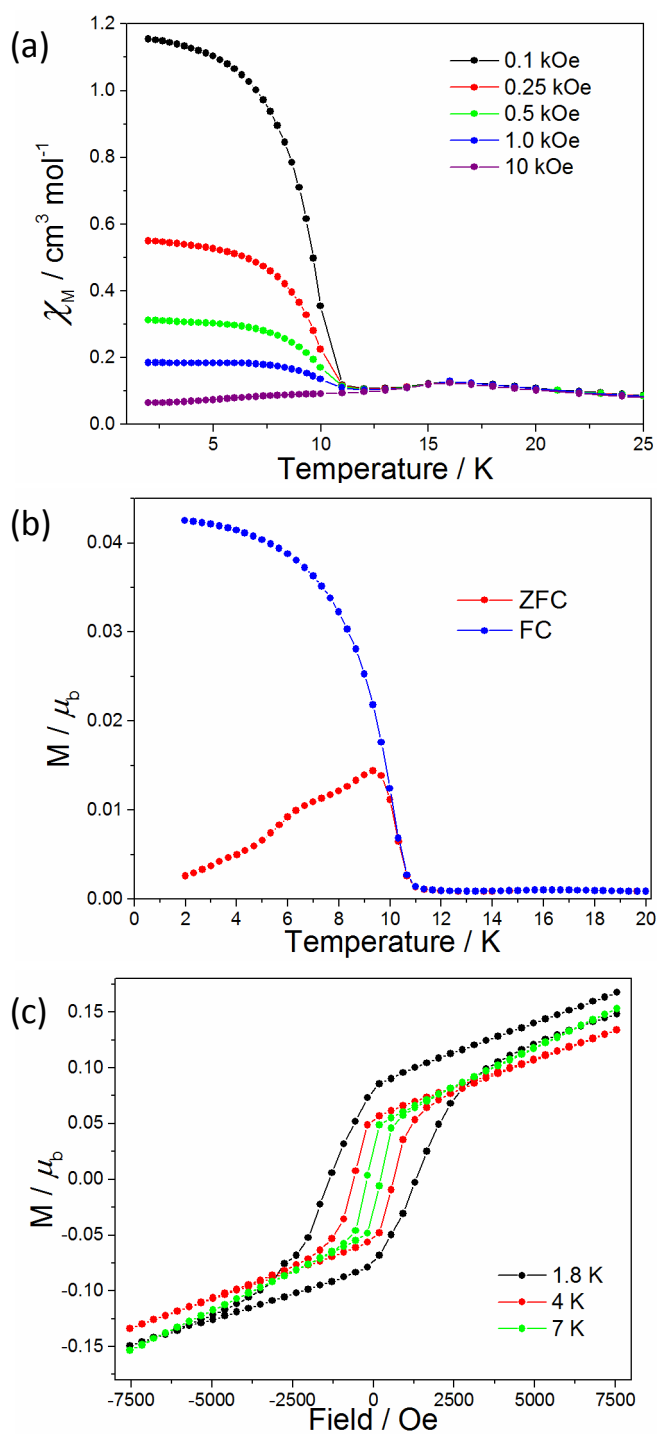 (a)
1.2
1.0
0.8
0.6
0.4
0.2
0.0
χM / cm³ mol⁻¹
0.1 kOe
0.25 kOe
0.5 kOe
1.0 kOe
10 kOe
5 10 15 20 25
Temperature / K
(b)
0.04
0.03
0.02
0.01
0.00
M / μb
ZFC
FC
0 2 4 6 8 10 12 14 16 18 20
Temperature / K
(c)
0.15
0.10
0.05
0.00
-0.05
-0.10
-0.15
M / μb
1.8 K
4 K
7 K
-7500 -5000 -2500 0 2500 5000 7500
Field / Oe